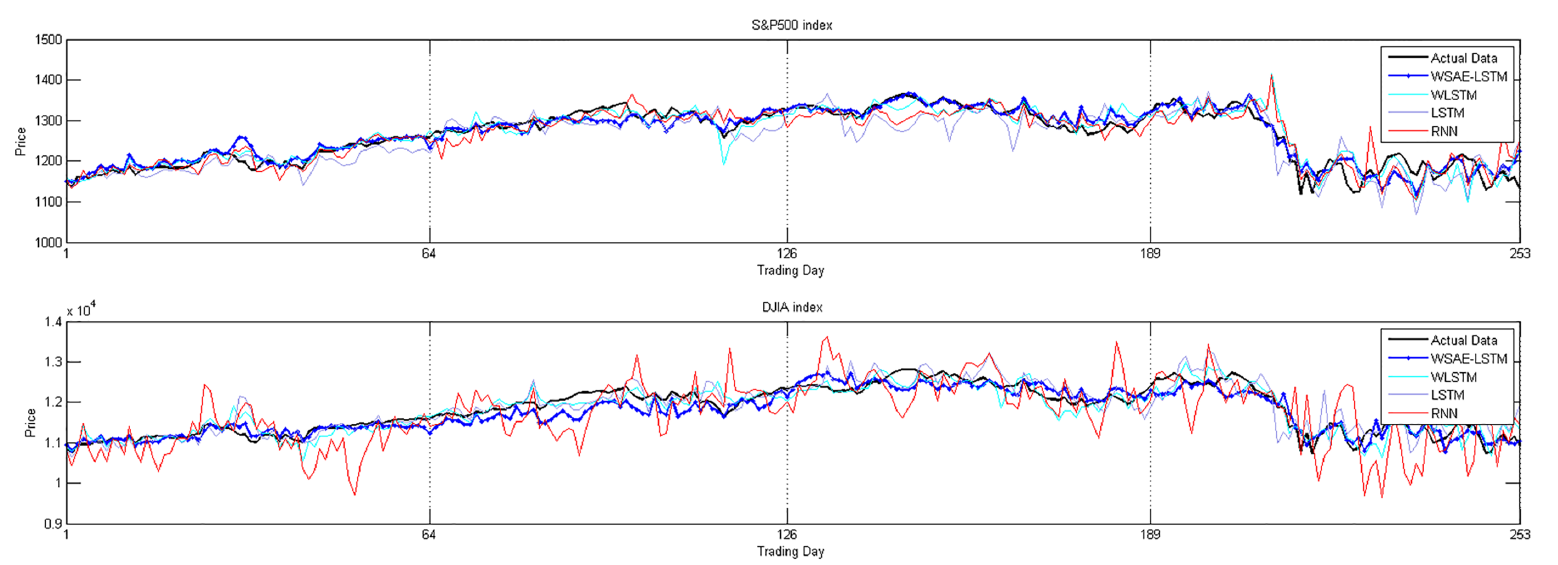 S&P500 index
1500
1400
1300
1200
1100
1000
Price
1
64
126
189
253
Trading Day
Actual Data
WSAE-LSTM
WLSTM
LSTM
RNN
DJIA index
x 10^4
1.4
1.3
1.2
1.1
1
0.9
Price
1
64
126
189
253
Trading Day
Actual Data
WSAE-LSTM
WLSTM
LSTM
RNN